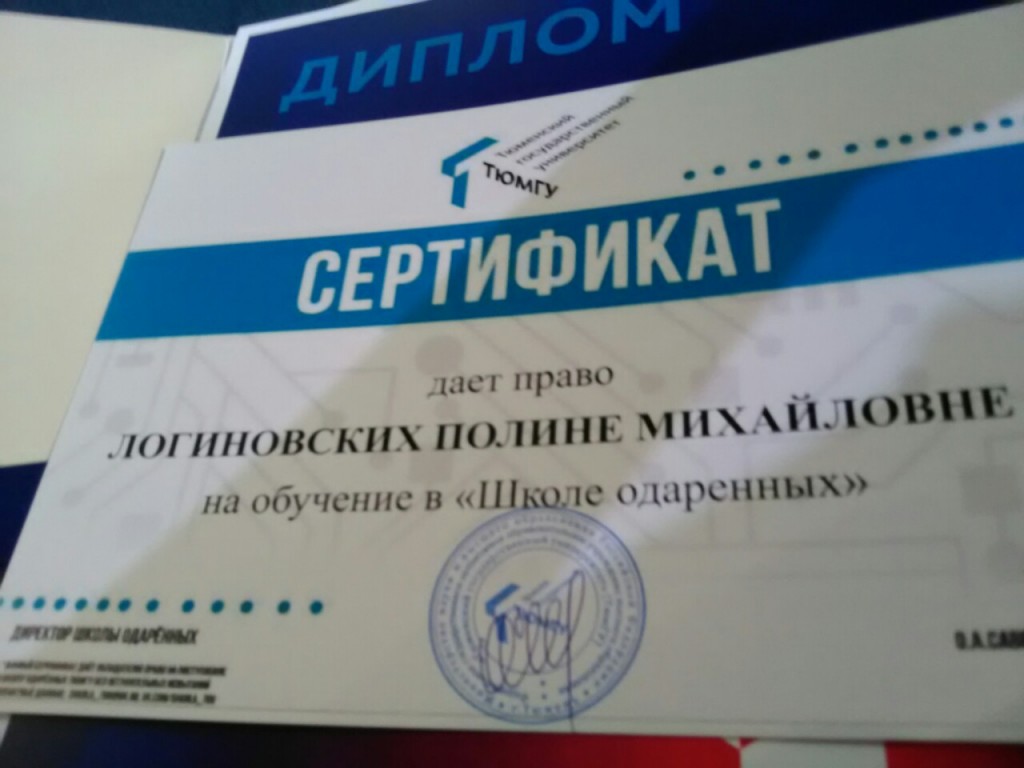 ДИПЛОМ
Тюменский
государственный
университет
ТЮМГУ
СЕРТИФИКАТ
дает право
ЛОГИНОВСКИХ ПОЛИНЕ МИХАЙЛОВНЕ
на обучение в «Школе одаренных»
ДИРЕКТОР ШКОЛЫ ОДАРЁННЫХ
О.А.